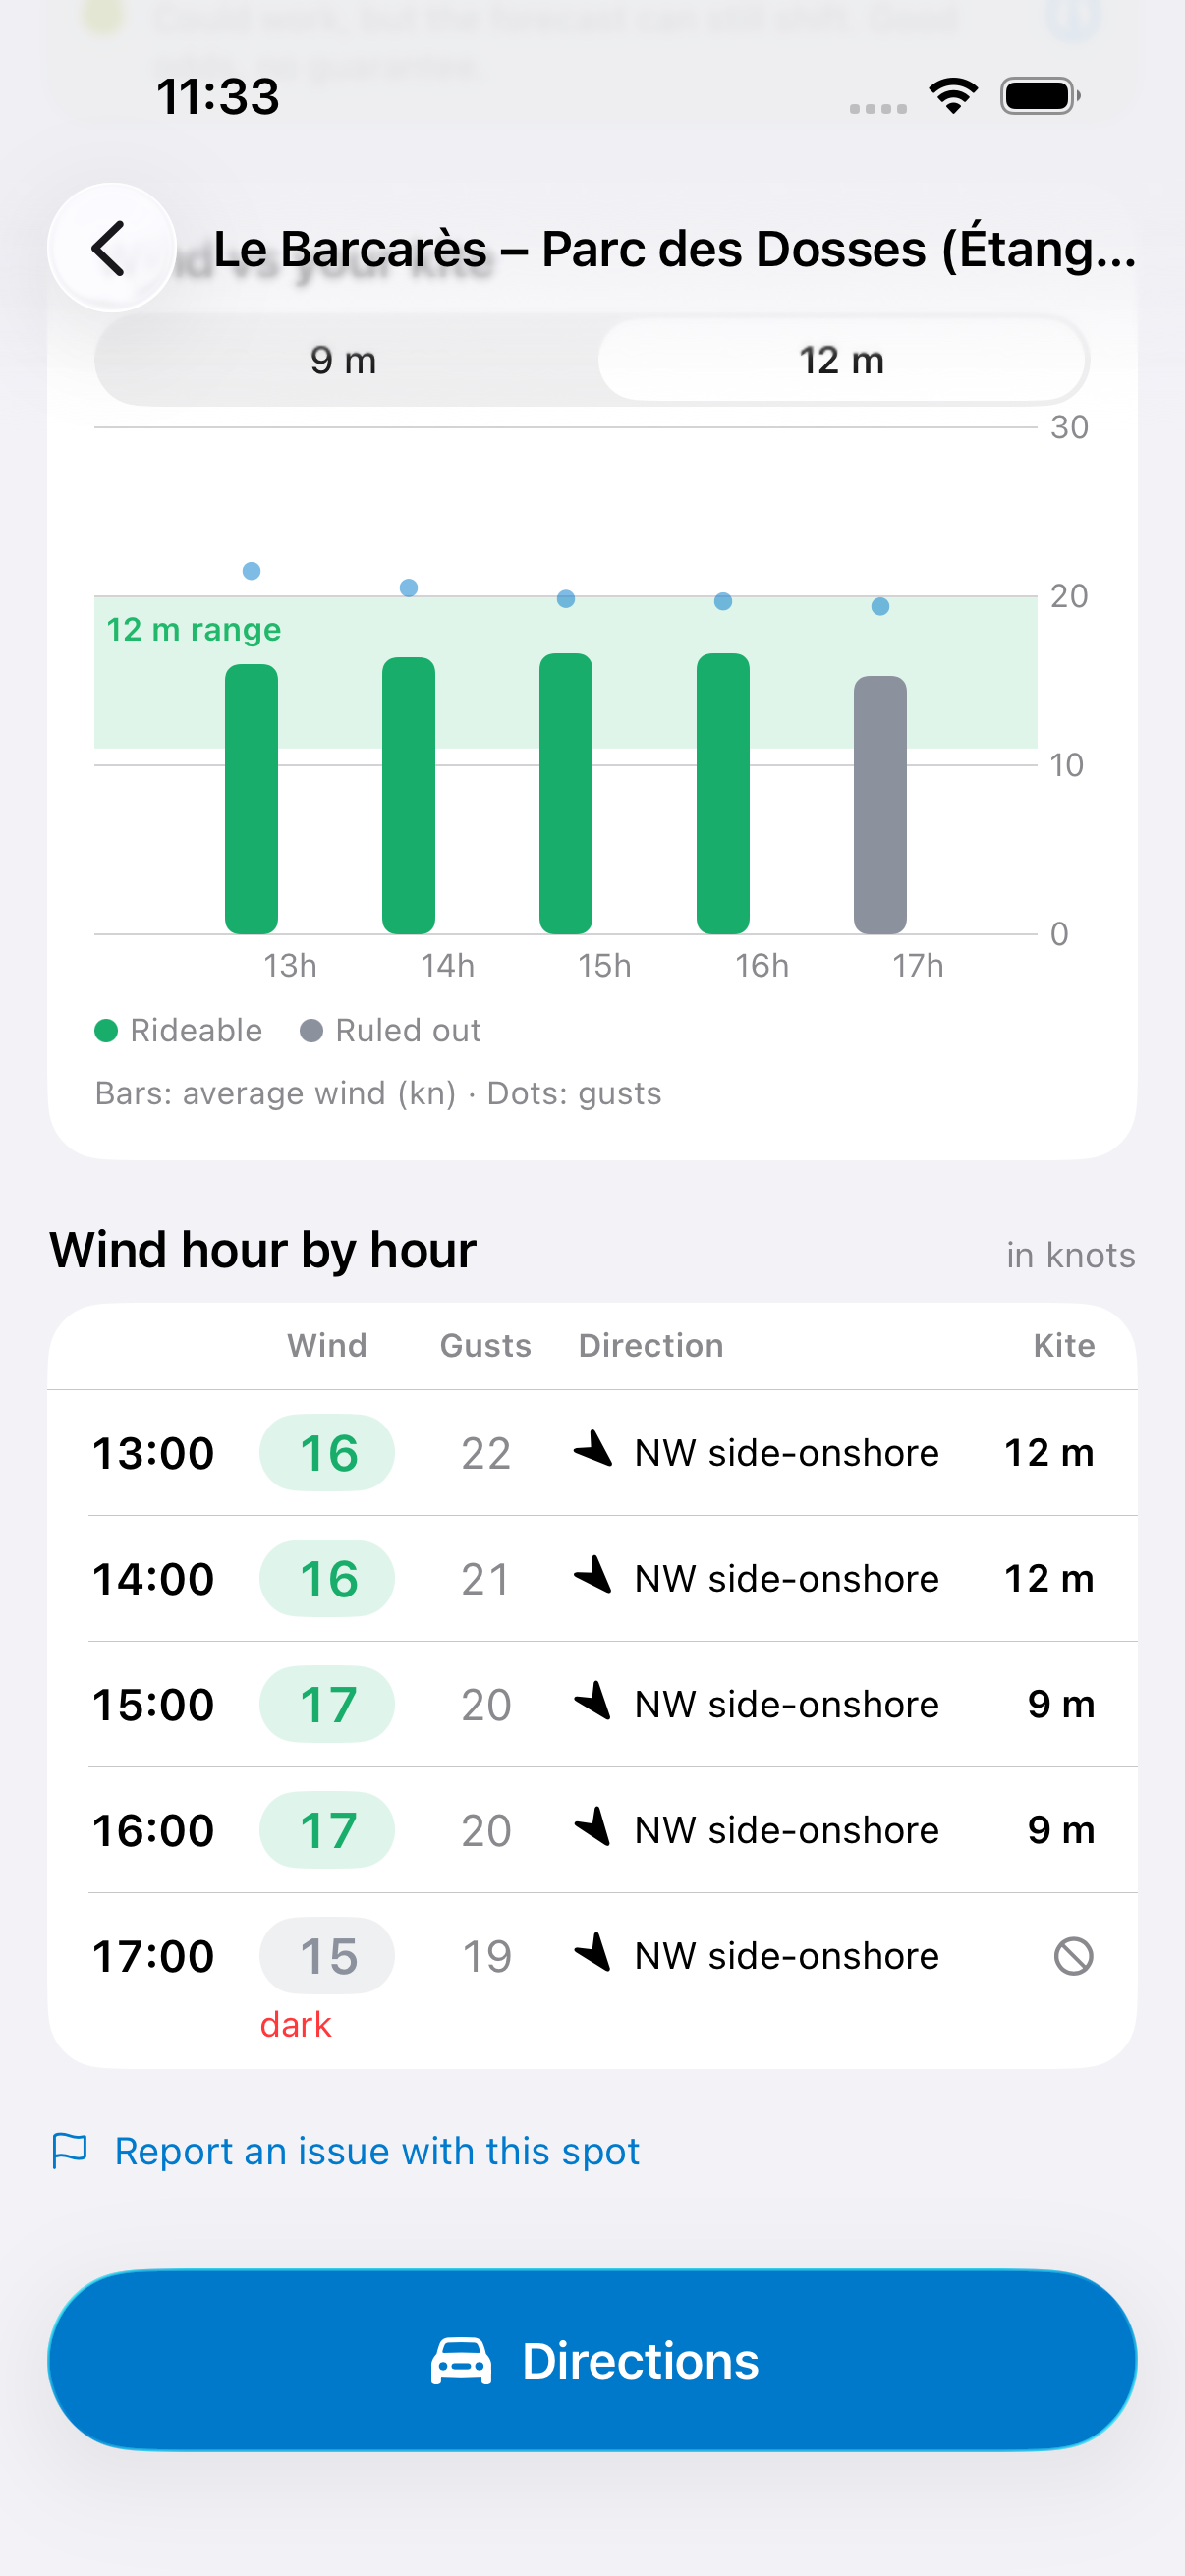 11:33
Le Barcarès – Parc des Dosses (Étang...
9 m
12 m
30
20
12 m range
10
0
13h 14h 15h 16h 17h
Rideable Ruled out
Bars: average wind (kn) · Dots: gusts
Wind hour by hour
in knots
Wind Gusts Direction Kite
13:00 16 22 NW side-onshore 12 m
14:00 16 21 NW side-onshore 12 m
15:00 17 20 NW side-onshore 9 m
16:00 17 20 NW side-onshore 9 m
17:00 15 19 NW side-onshore
dark
Report an issue with this spot
Directions